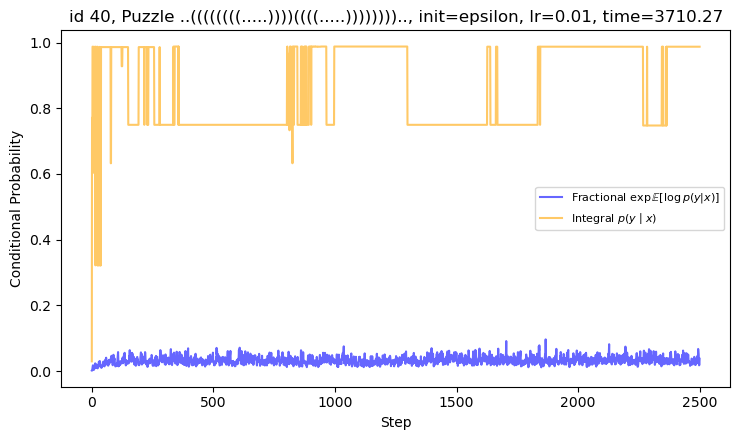 id 40, Puzzle ..((((((((.....))))((((.....)))))))).., init=epsilon, lr=0.01, time=3710.27
Conditional Probability
1.0
0.8
0.6
0.4
0.2
0.0
Fractional exp𝔼[log p(y|x)]
Integral p(y | x)
0
500
1000
1500
2000
2500
Step